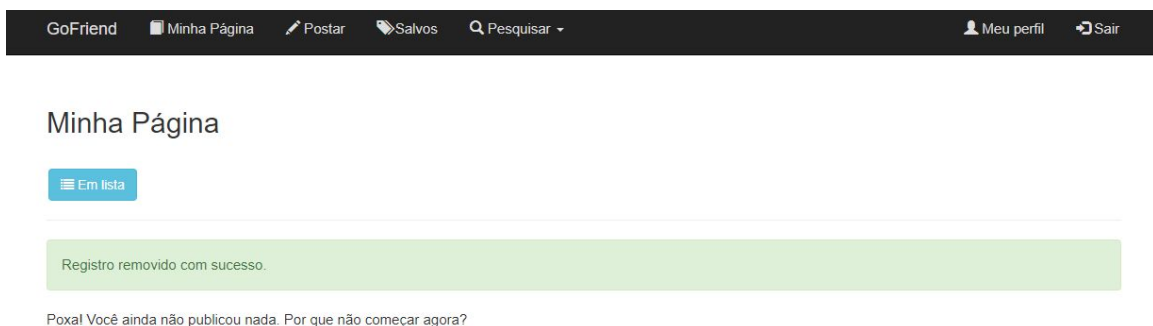 GoFriend Minha Página Postar Salvos Pesquisar Meu perfil Sair
Minha Página
Em lista
Registro removido com sucesso.
Poxa! Você ainda não publicou nada. Por que não começar agora?